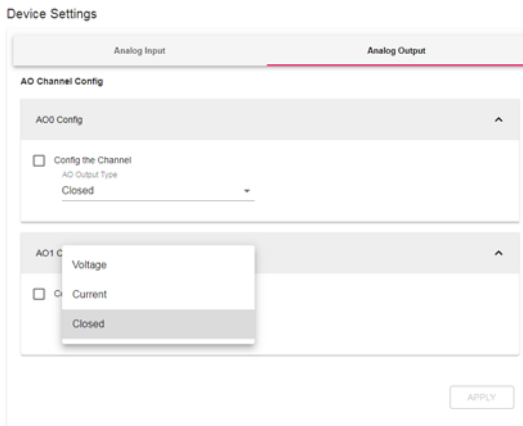 Device Settings
Analog Input
Analog Output
AO Channel Config
AO0 Config
Config the Channel
AO Output Type
Closed
AO1 C
Voltage
Co
Current
Closed
APPLY